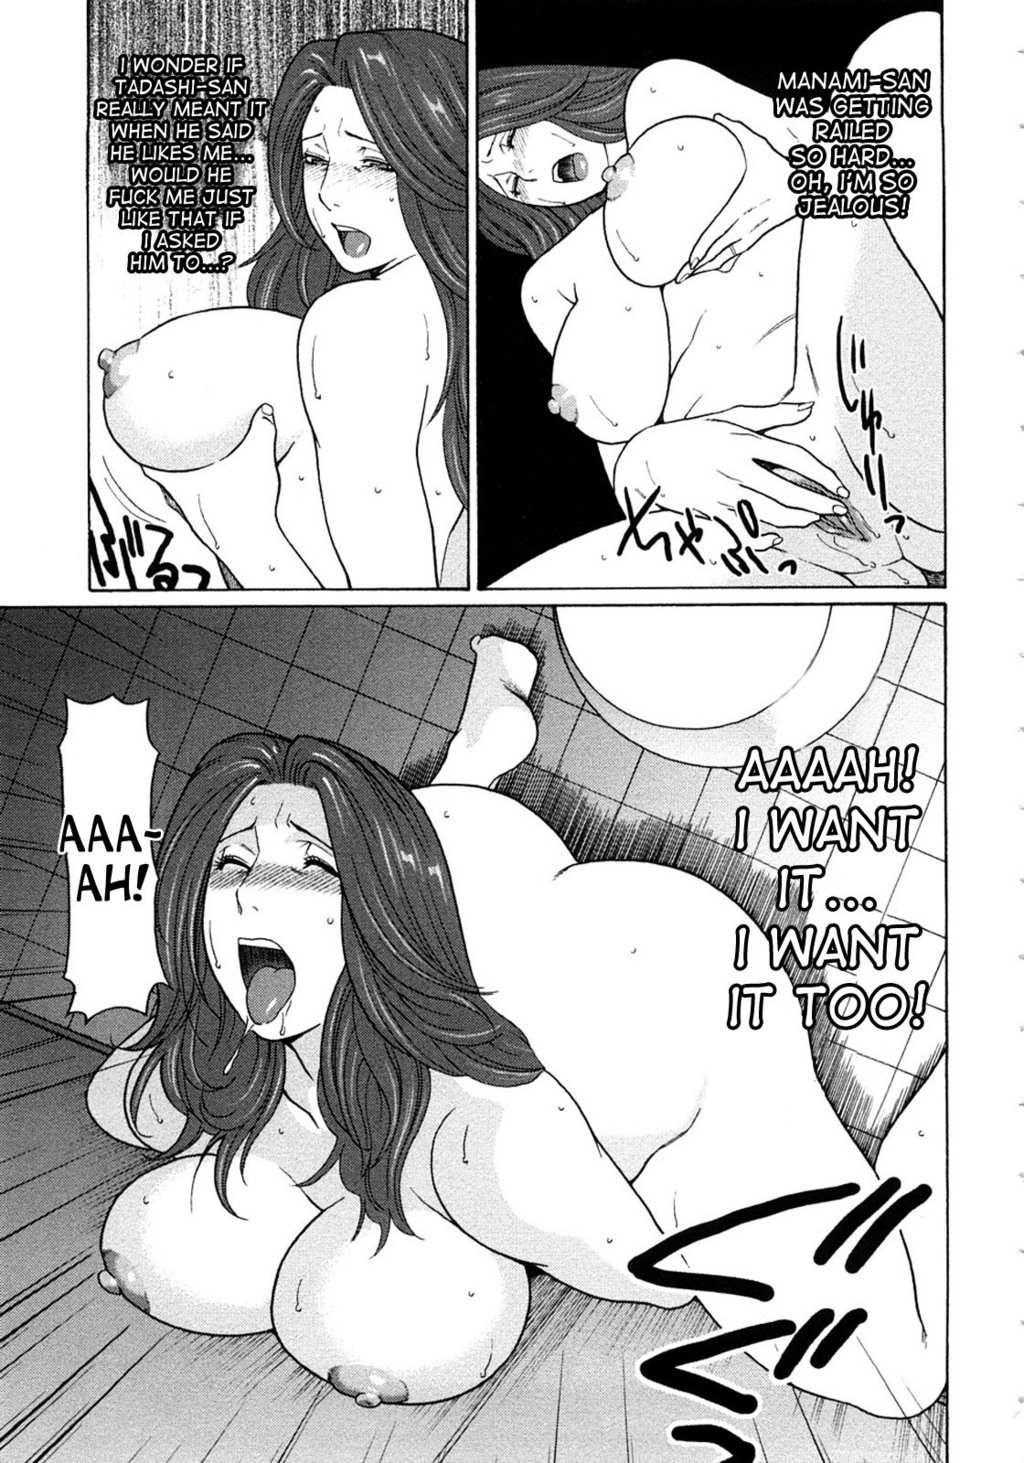 MANAMI-SAN
WAS GETTING
RAILED
SO HARD...
OH, I'M SO
JEALOUS!
I WONDER IF
TADASHI-SAN
REALLY MEANT IT
WHEN HE SAID
HE LIKES ME...
WOULD HE
FUCK ME JUST
LIKE THAT IF
I ASKED
HIM TO...?
AAAAH!
I WANT
IT...
I WANT
IT TOO!
AAA~
AH!